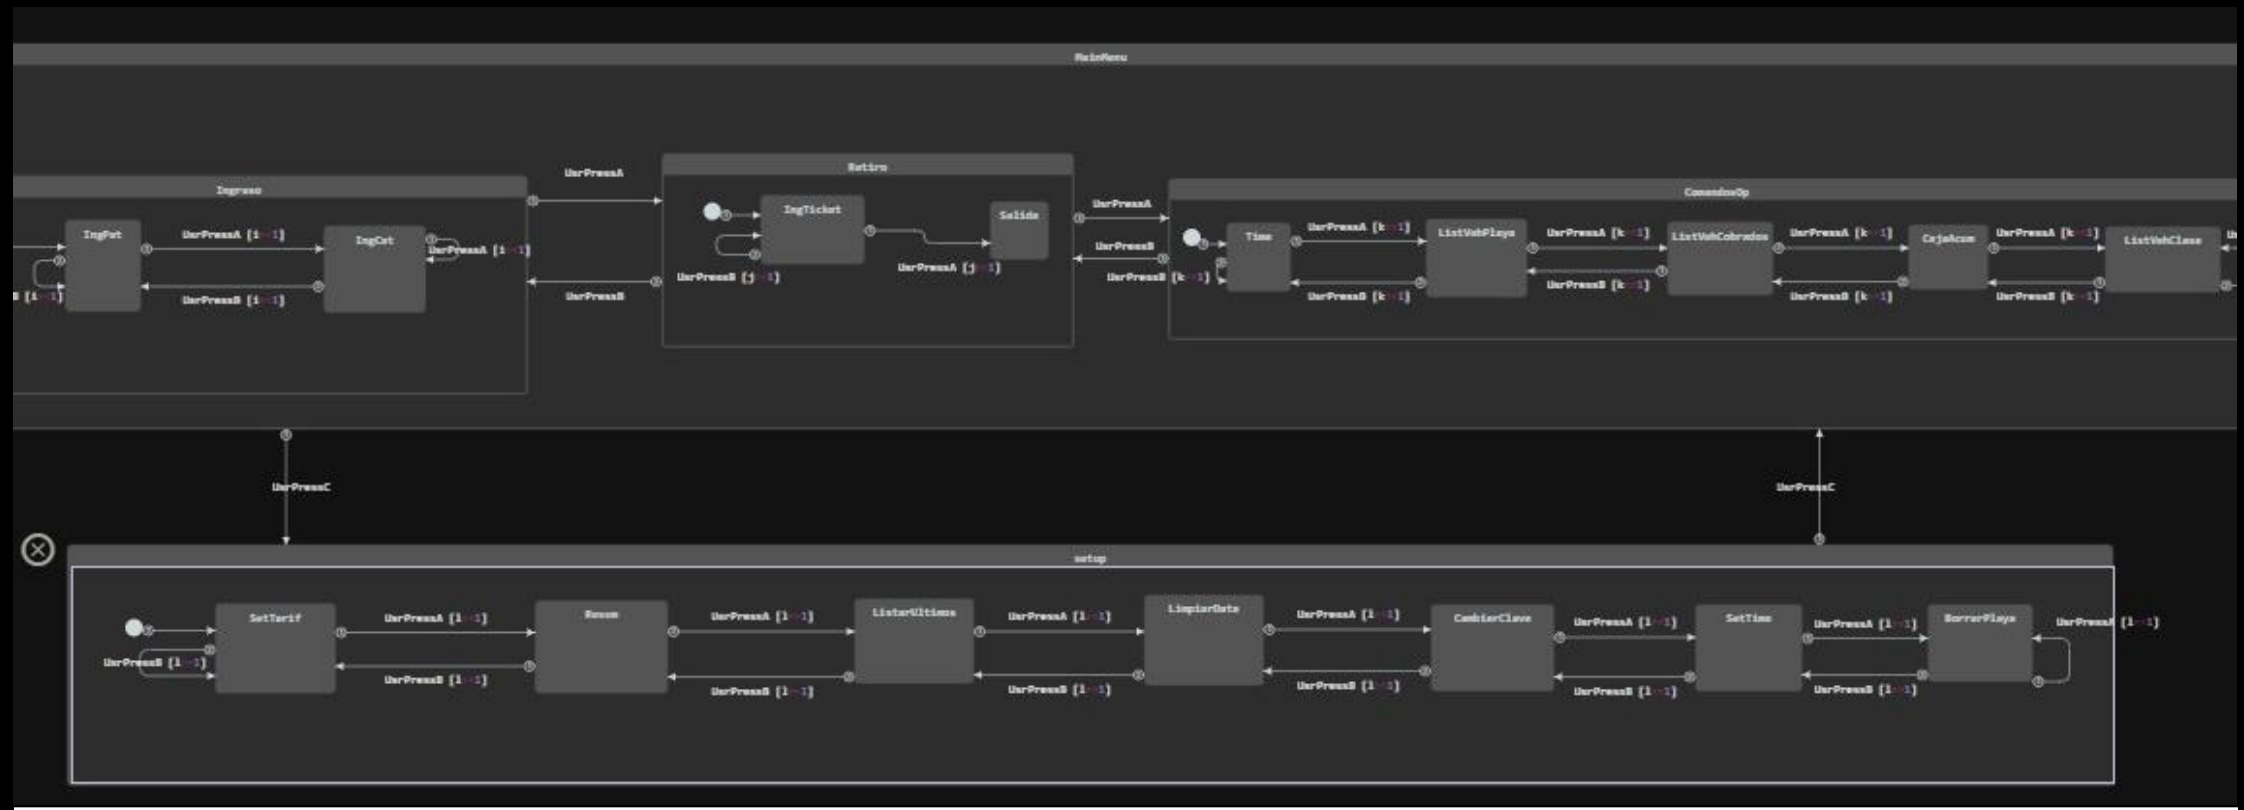 MainMenu
Ingreso
IngPat
UsrPressA [i==1]
UsrPressB [i==1]
IngCat
UsrPressA [i==1]
B [i==1]
UsrPressA
UsrPressB
Retiro
IngTicket
UsrPressB [j==1]
UsrPressA [j==1]
Salida
UsrPressA
UsrPressB
ComandosOp
UsrPressB [k==1]
Time
UsrPressA [k==1]
UsrPressB [k==1]
ListVehPlaya
UsrPressA [k==1]
UsrPressB [k==1]
ListVehCobrados
UsrPressA [k==1]
UsrPressB [k==1]
CajaAcum
UsrPressA [k==1]
UsrPressB [k==1]
ListVehClase
UsrPressC
UsrPressC
setup
UsrPressB [l==1]
SetTarif
UsrPressA [l==1]
UsrPressB [l==1]
UsrPressA [l==1]
UsrPressB [l==1]
ListarUltimos
UsrPressA [l==1]
UsrPressB [l==1]
LimpiarData
UsrPressA [l==1]
UsrPressB [l==1]
CambiarClave
UsrPressA [l==1]
UsrPressB [l==1]
SetTime
UsrPressA [l==1]
UsrPressB [l==1]
BorrarPlaya
UsrPressA [l==1]